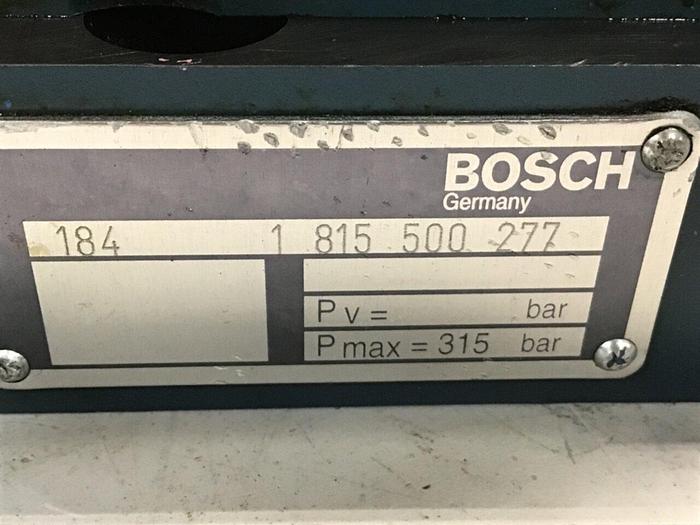 BOSCH
Germany
184 1 815 500 277
Pv = bar
Pmax = 315 bar